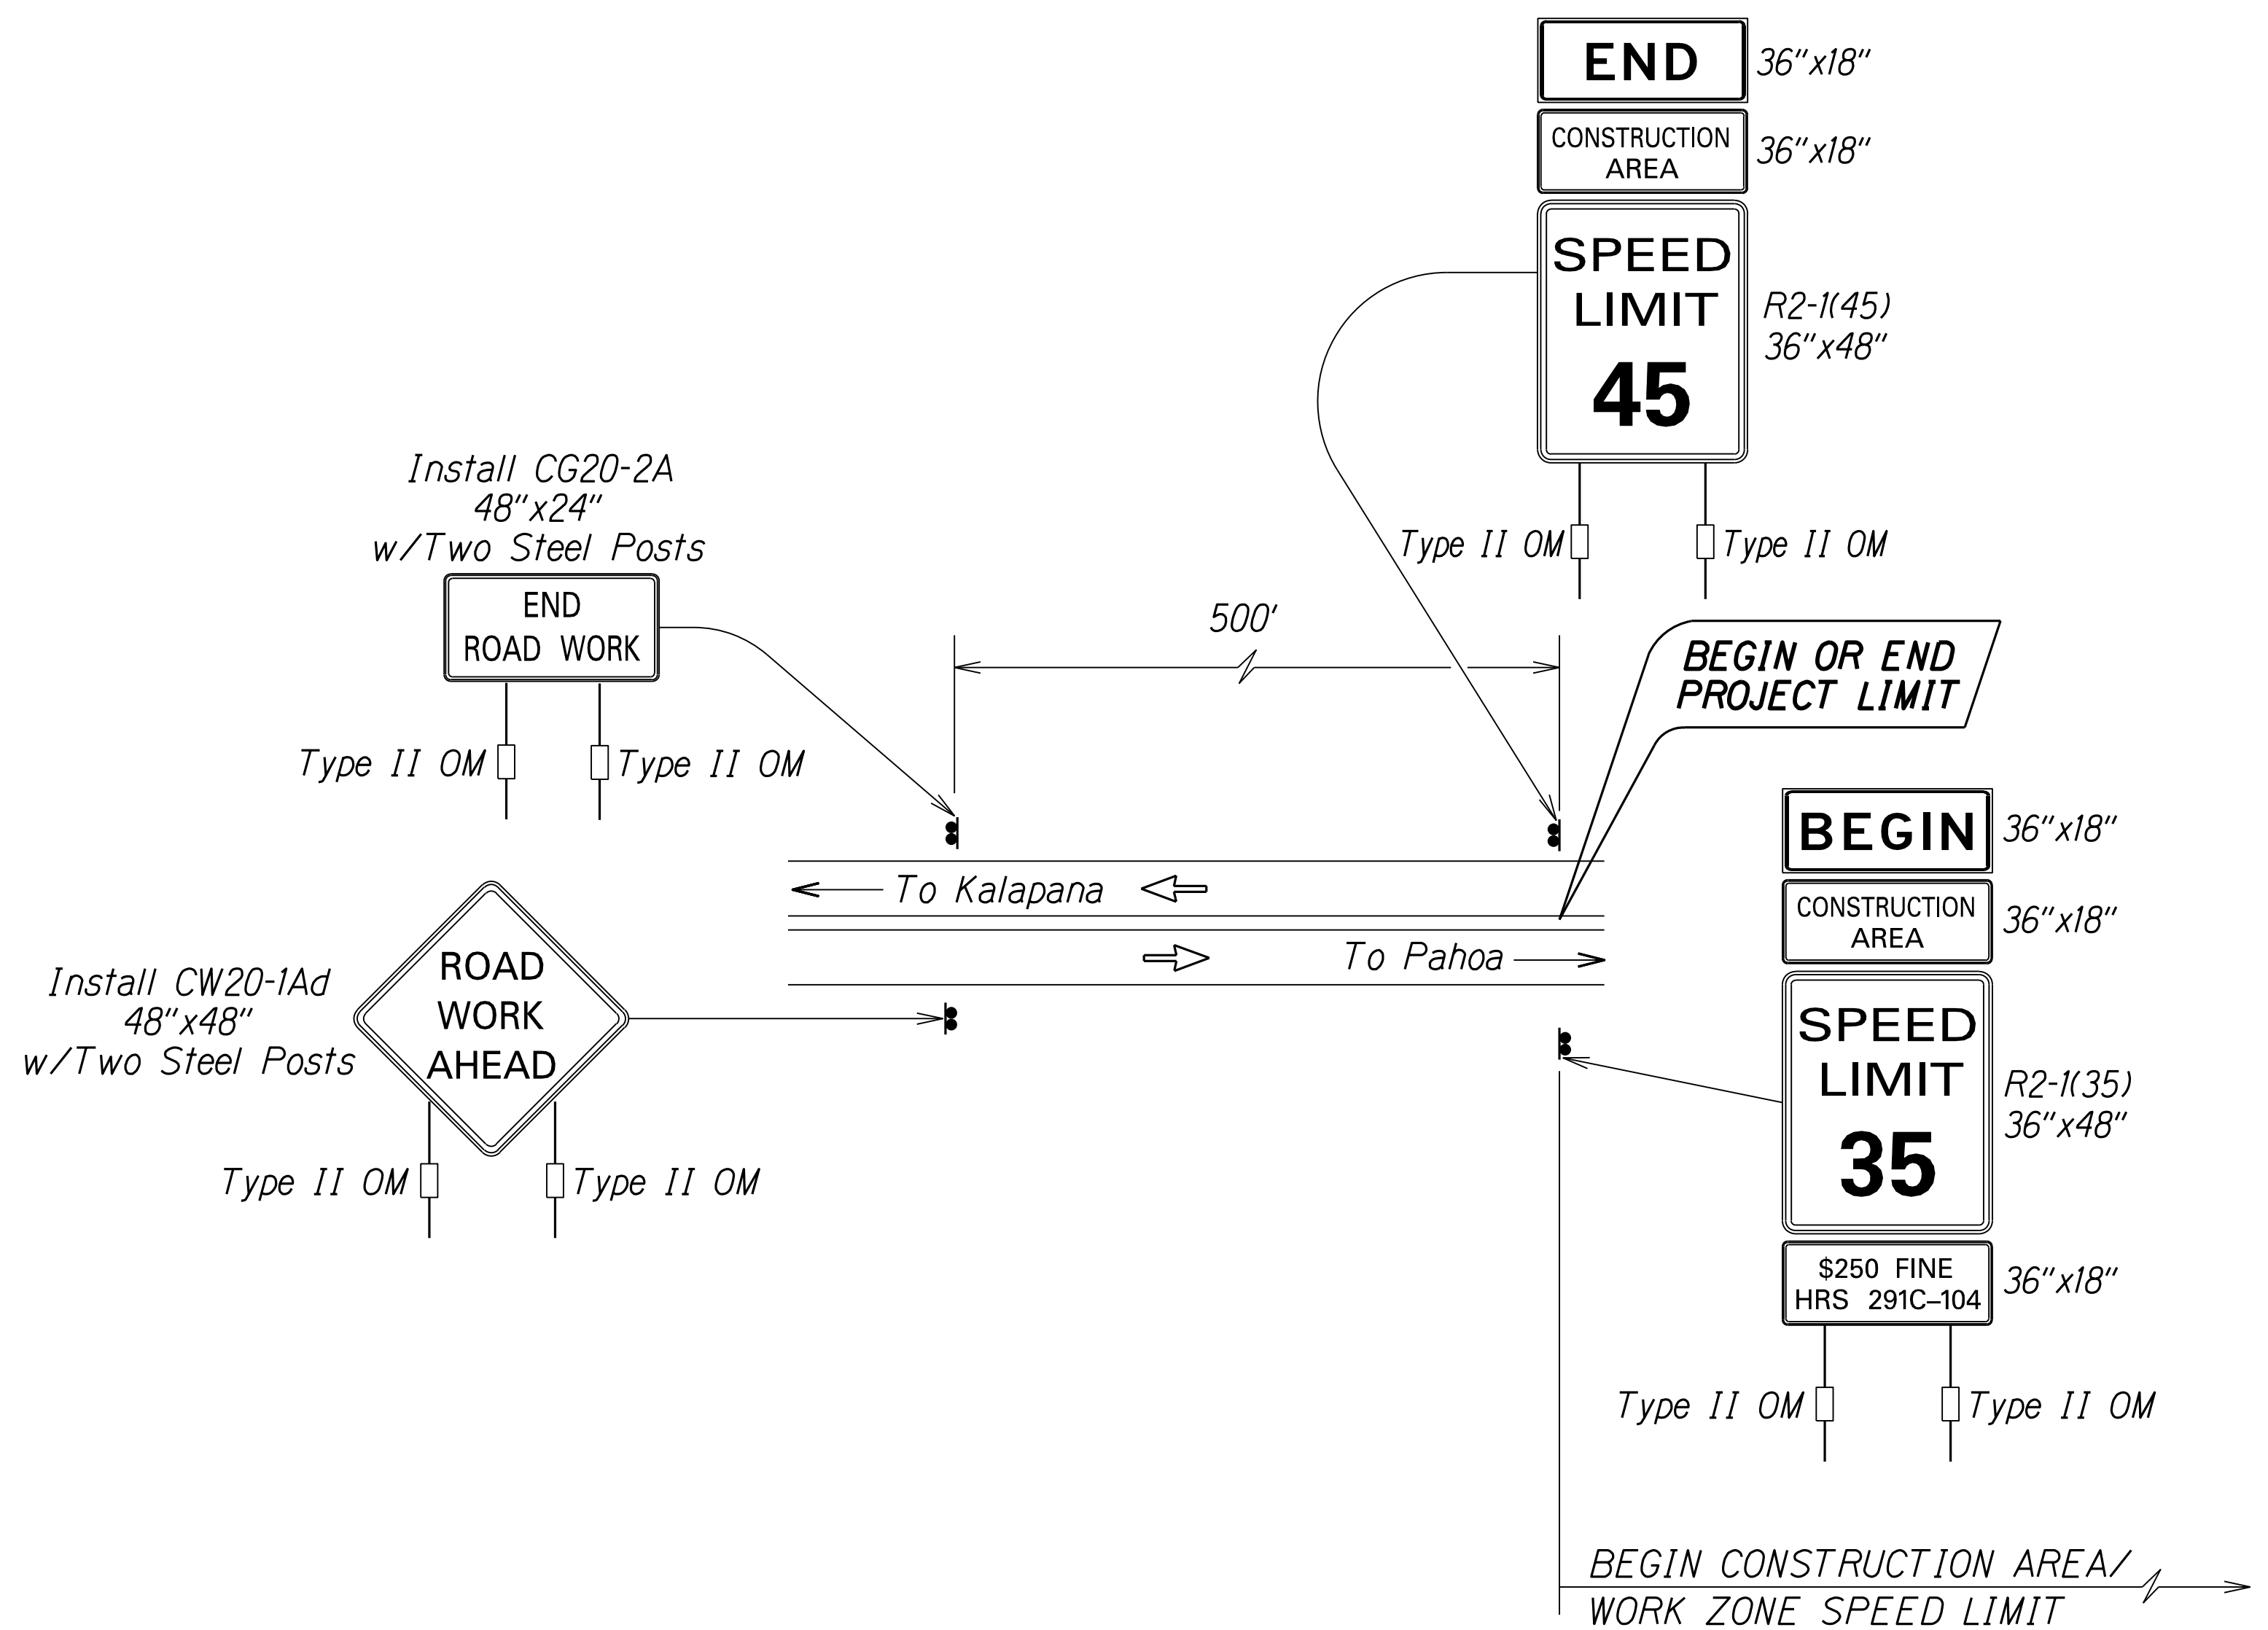 END
36"x18"
CONSTRUCTION
AREA
36"x18"
SPEED
LIMIT
45
R2-1(45)
36"x48"
Type II OM
Type II OM
Install CG20-2A
48"x24"
w/Two Steel Posts
END
ROAD WORK
Type II OM
Type II OM
500'
BEGIN OR END
PROJECT LIMIT
To Kalapana
To Pahoa
Install CW20-1Ad
48"x48"
w/Two Steel Posts
ROAD
WORK
AHEAD
Type II OM
Type II OM
BEGIN
36"x18"
CONSTRUCTION
AREA
36"x18"
SPEED
LIMIT
35
R2-1(35)
36"x48"
$250 FINE
HRS 291C–104
36"x18"
Type II OM
Type II OM
BEGIN CONSTRUCTION AREA/
WORK ZONE SPEED LIMIT